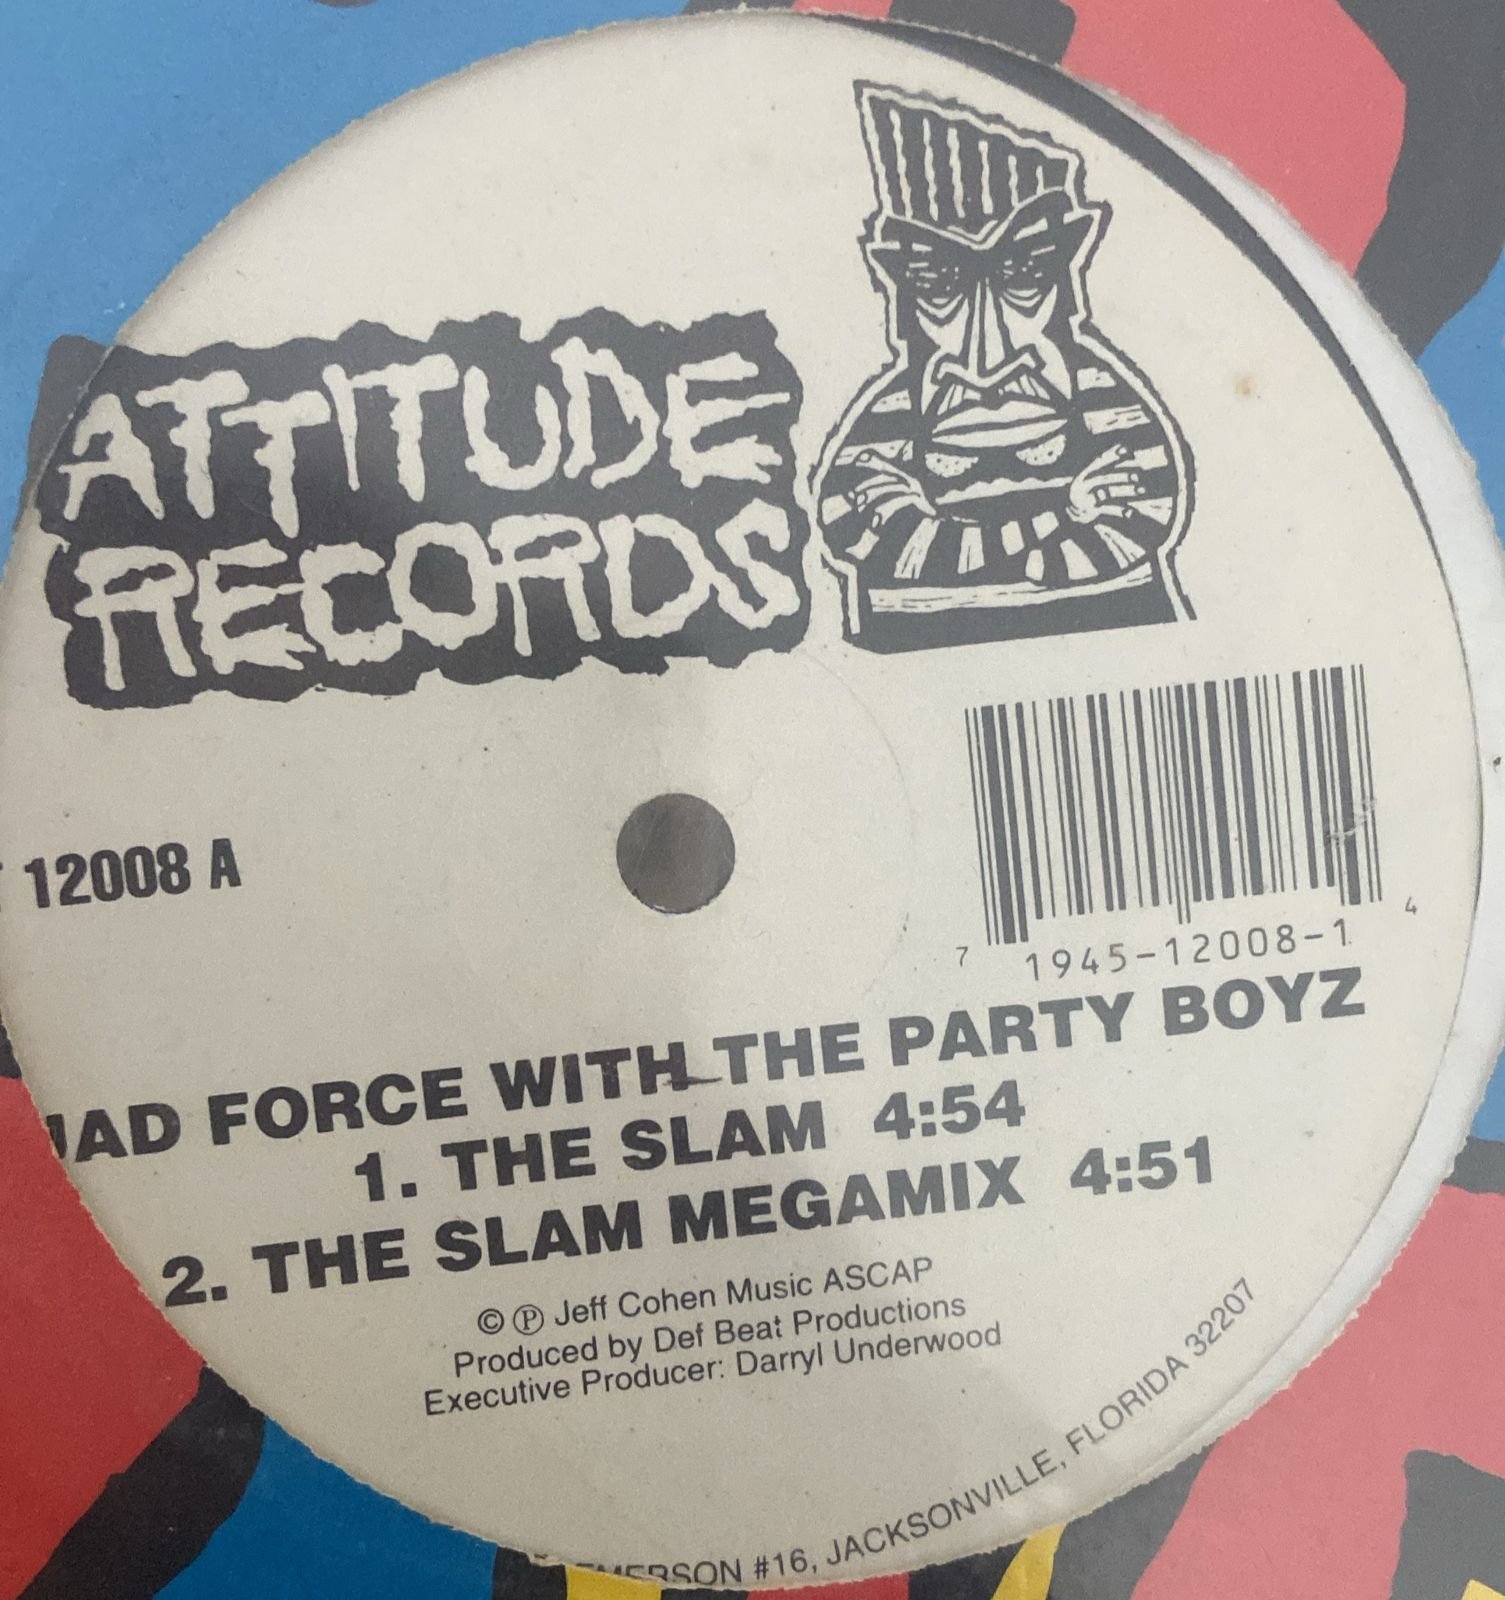 ATTITUDE
RECORDS
12008 A
7 1945-12008-1 4
FORCE WITH THE PARTY BOYZ
1. THE SLAM 4:54
2. THE SLAM MEGAMIX 4:51
© ℗ Jeff Cohen Music ASCAP
Produced by Def Beat Productions
Executive Producer: Darryl Underwood
EMERSON #16, JACKSONVILLE, FLORIDA 32207